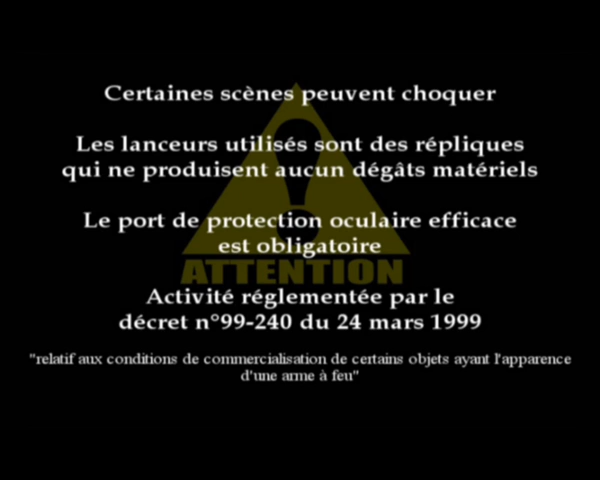 Certaines scènes peuvent choquer
Les lanceurs utilisés sont des répliques
qui ne produisent aucun dégâts matériels
Le port de protection oculaire efficace
est obligatoire
ATTENTION
Activité réglementée par le
décret n°99-240 du 24 mars 1999
"relatif aux conditions de commercialisation de certains objets ayant l'apparence
d'une arme à feu"